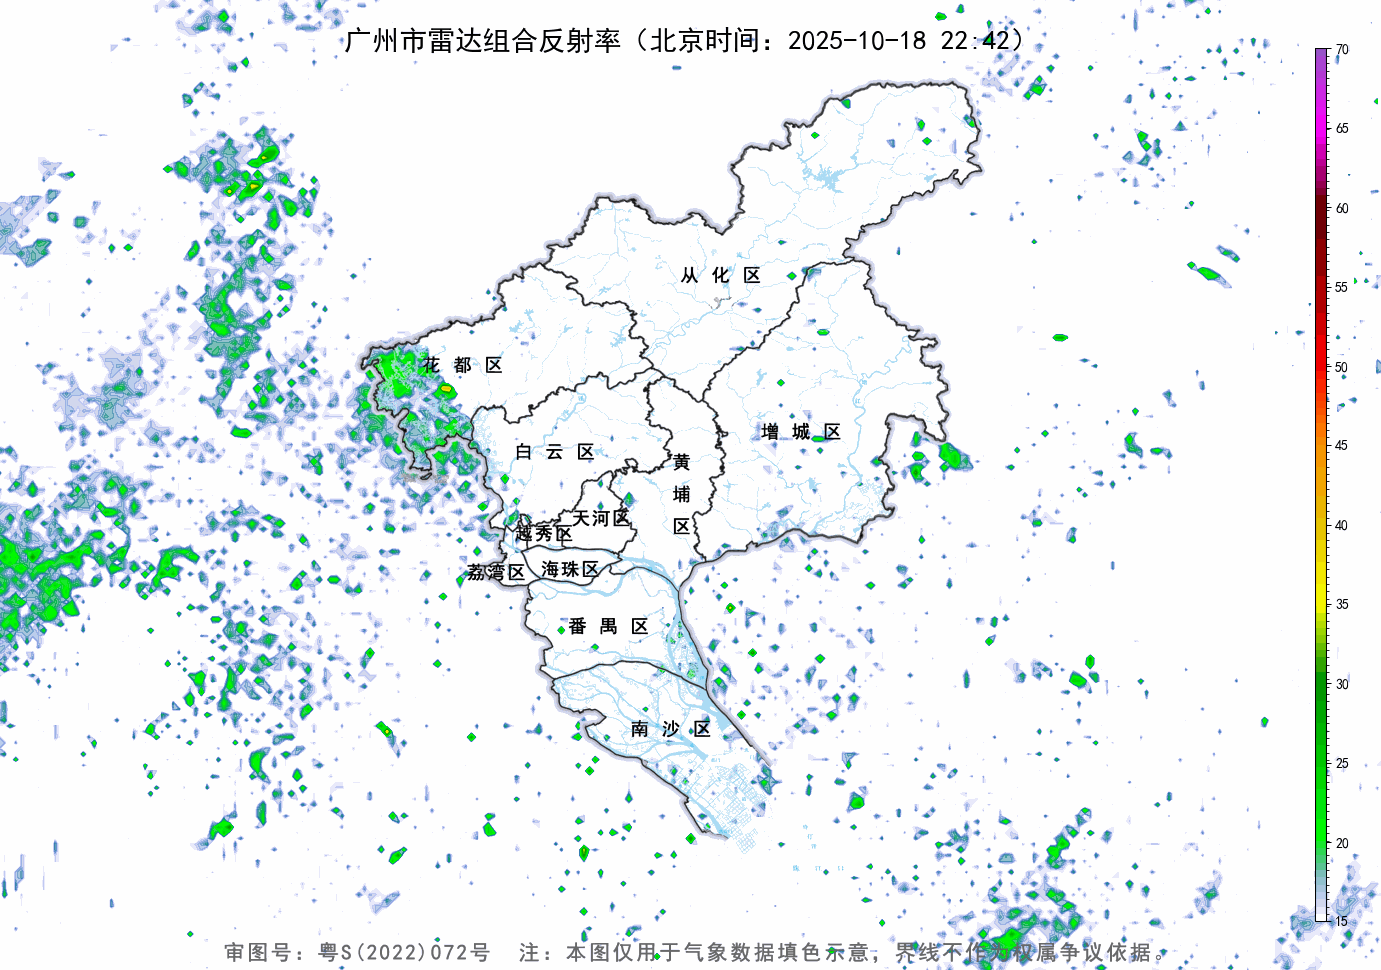 广州市雷达组合反射率（北京时间：2025-10-18 22:42）
70
65
60
55
50
45
40
35
30
25
20
15
从化区
花都区
增城区
白云区
黄埔区
天河区
越秀区
荔湾区
海珠区
番禺区
南沙区
审图号：粤S(2022)072号 注：本图仅用于气象数据填色示意，界线不作为权属争议依据。